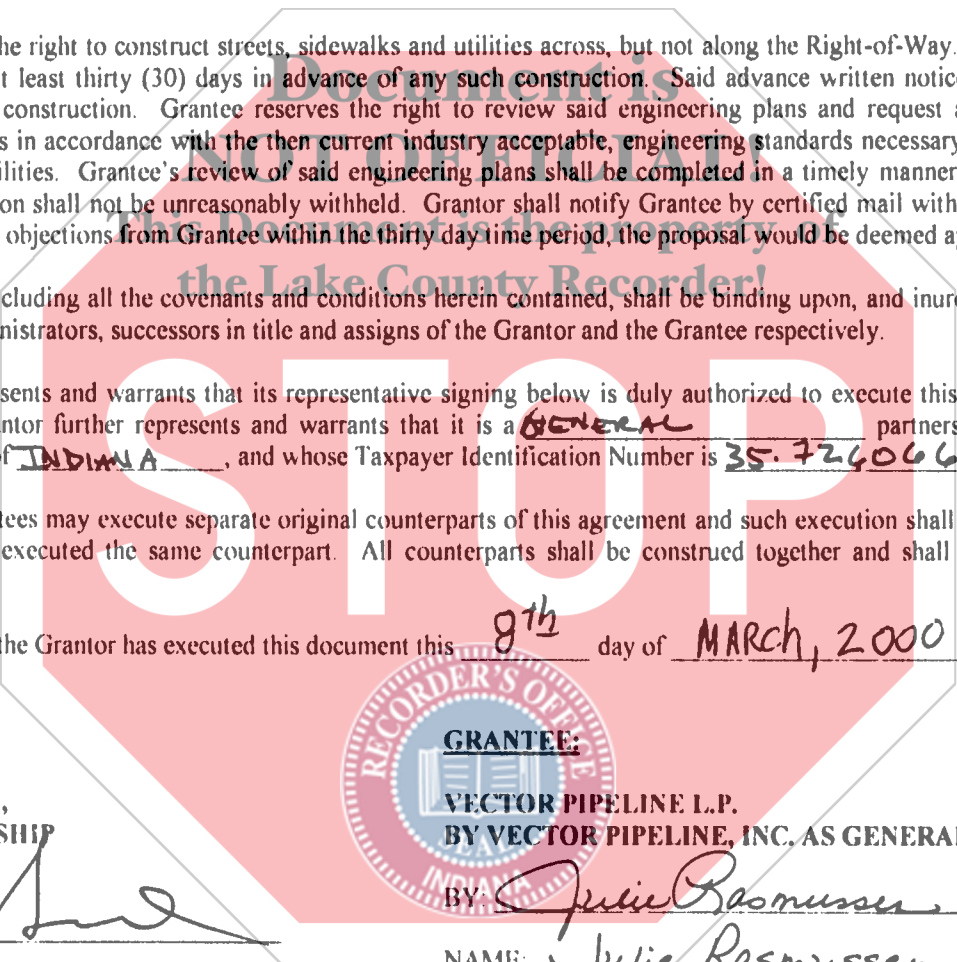 he right to construct streets, sidewalks and utilities across, but not along the Right-of-Way.
t least thirty (30) days in advance of any such construction. Said advance written notice
Document is
construction. Grantee reserves the right to review said engineering plans and request a
s in accordance with the then current industry acceptable, engineering standards necessary
NOT OFFICIAL!
ilities. Grantee's review of said engineering plans shall be completed in a timely manner
on shall not be unreasonably withheld. Grantor shall notify Grantee by certified mail with
This Document is the property of
objections from Grantee within the thirty day time period, the proposal would be deemed a
the Lake County Recorder!
cluding all the covenants and conditions herein contained, shall be binding upon, and inure
nistrators, successors in title and assigns of the Grantor and the Grantee respectively.
STOP
sents and warrants that its representative signing below is duly authorized to execute this
ntor further represents and warrants that it is a GENERAL partners
f INDIANA, and whose Taxpayer Identification Number is 35.726066
tees may execute separate original counterparts of this agreement and such execution shall
executed the same counterpart. All counterparts shall be construed together and shall
the Grantor has executed this document this 8th day of MARCh, 2000
RECORDER'S OFFICE
SEAL
INDIANA
GRANTEE:
,
SHIP
VECTOR PIPELINE L.P.
BY VECTOR PIPELINE, INC. AS GENERAL
BY: Julie Rasmussen
NAME: Julie Rasmussen